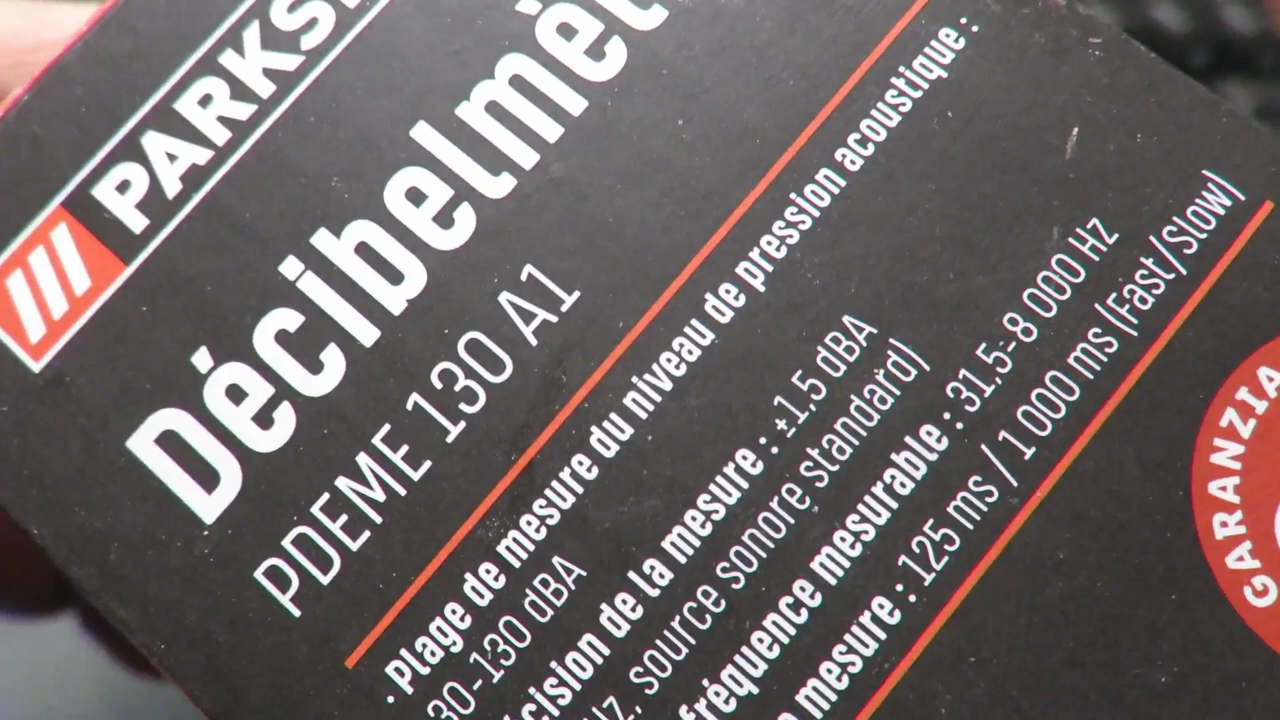 PARKS
Décibelmèt
PDEME 130 A1
· Plage de mesure du niveau de pression acoustique :
30-130 dBA
cision de la mesure : ±1,5 dBA
Hz, source sonore standard)
fréquence mesurable : 31,5-8 000 Hz
mesure : 125 ms / 1 000 ms (Fast/Slow)
GARANZIA